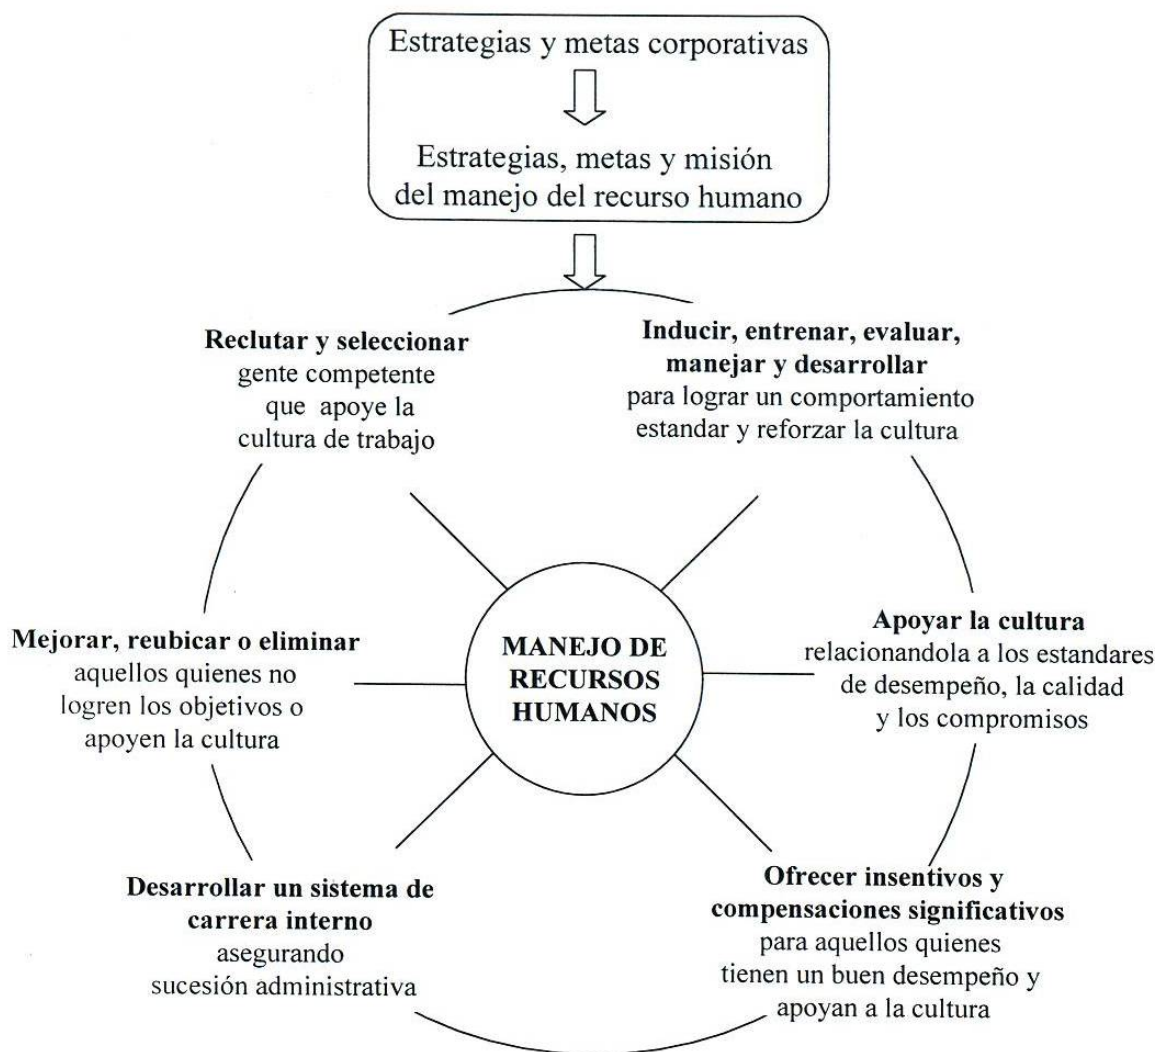 Estrategias y metas corporativas
Estrategias, metas y misión
del manejo del recurso humano
Reclutar y seleccionar
gente competente
que apoye la
cultura de trabajo
Inducir, entrenar, evaluar,
manejar y desarrollar
para lograr un comportamiento
estandar y reforzar la cultura
Mejorar, reubicar o eliminar
aquellos quienes no
logren los objetivos o
apoyen la cultura
MANEJO DE
RECURSOS
HUMANOS
Apoyar la cultura
relacionandola a los estandares
de desempeño, la calidad
y los compromisos
Desarrollar un sistema de
carrera interno
asegurando
sucesión administrativa
Ofrecer insentivos y
compensaciones significativos
para aquellos quienes
tienen un buen desempeño y
apoyan a la cultura